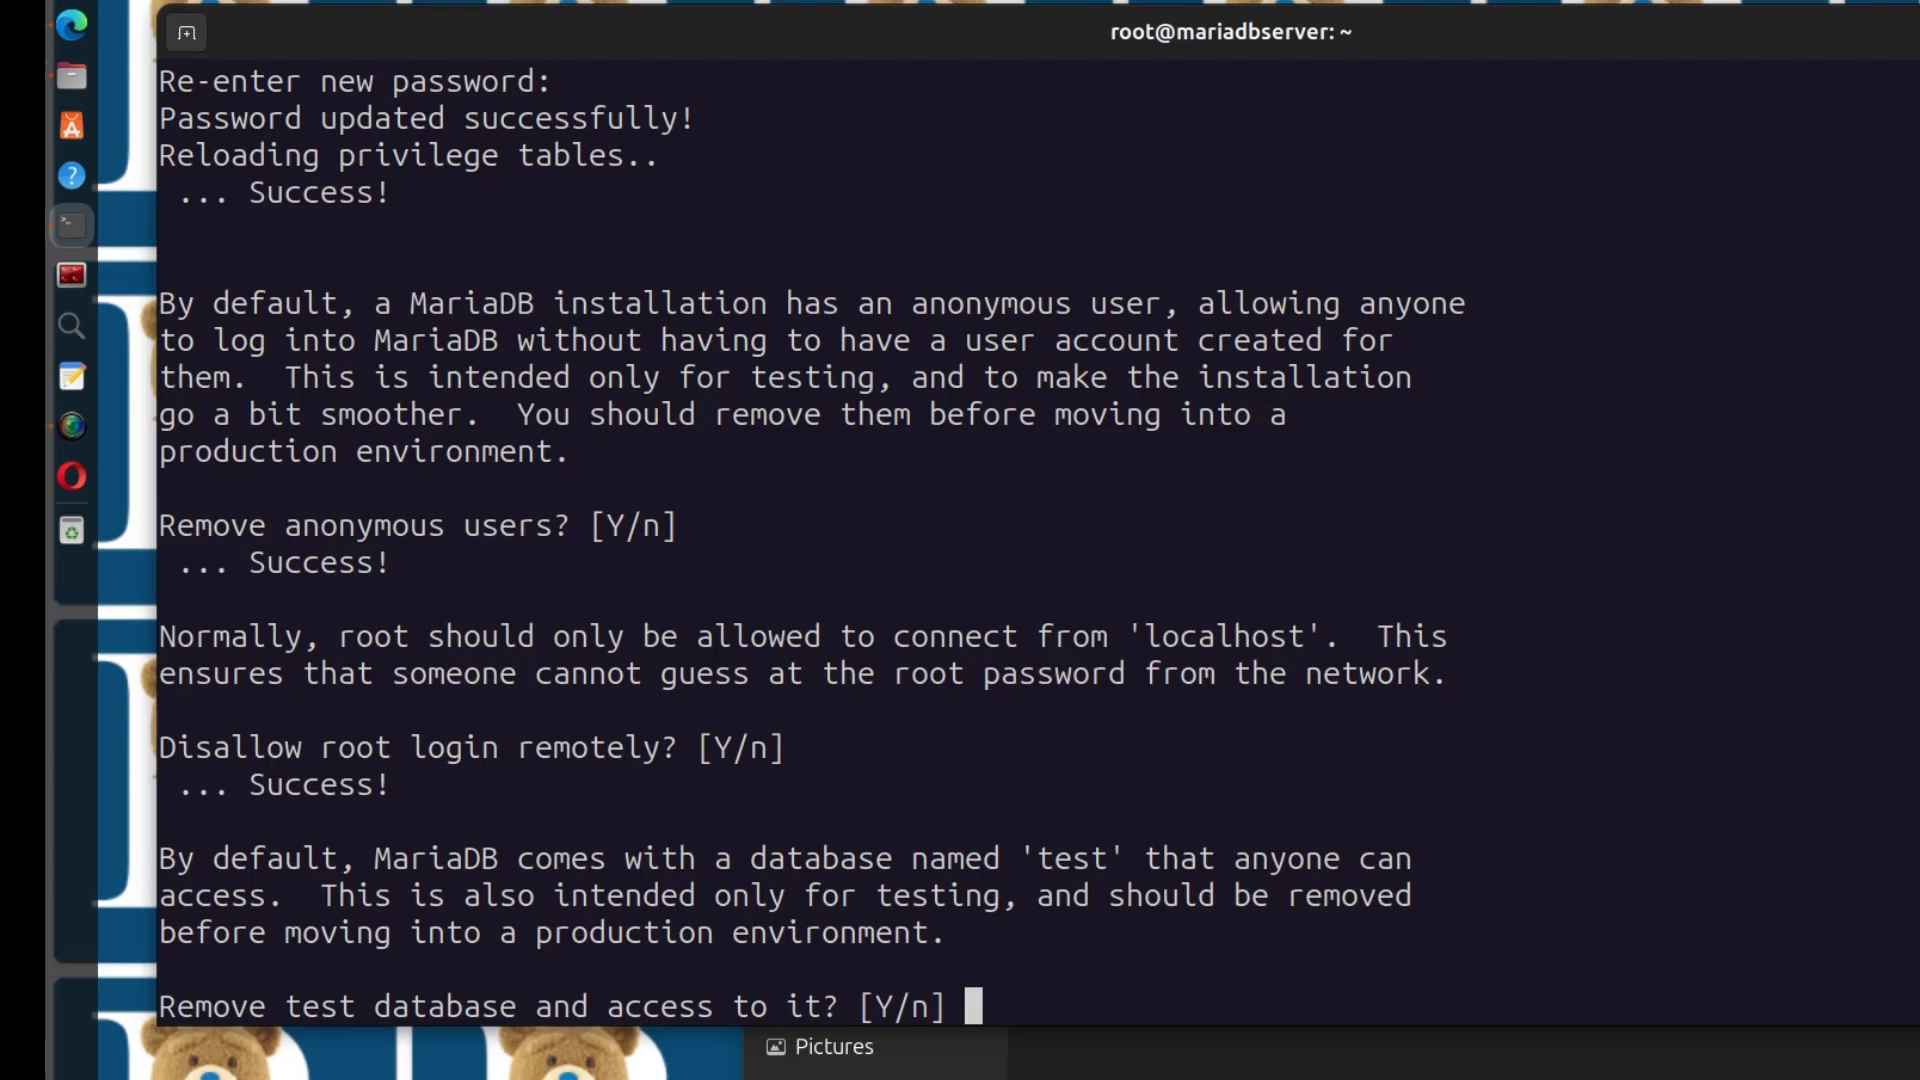 root@mariadbserver: ~
Re-enter new password:
Password updated successfully!
Reloading privilege tables..
 ... Success!
By default, a MariaDB installation has an anonymous user, allowing anyone
to log into MariaDB without having to have a user account created for
them.  This is intended only for testing, and to make the installation
go a bit smoother.  You should remove them before moving into a
production environment.
Remove anonymous users? [Y/n]
 ... Success!
Normally, root should only be allowed to connect from 'localhost'.  This
ensures that someone cannot guess at the root password from the network.
Disallow root login remotely? [Y/n]
 ... Success!
By default, MariaDB comes with a database named 'test' that anyone can
access.  This is also intended only for testing, and should be removed
before moving into a production environment.
Remove test database and access to it? [Y/n]
Pictures